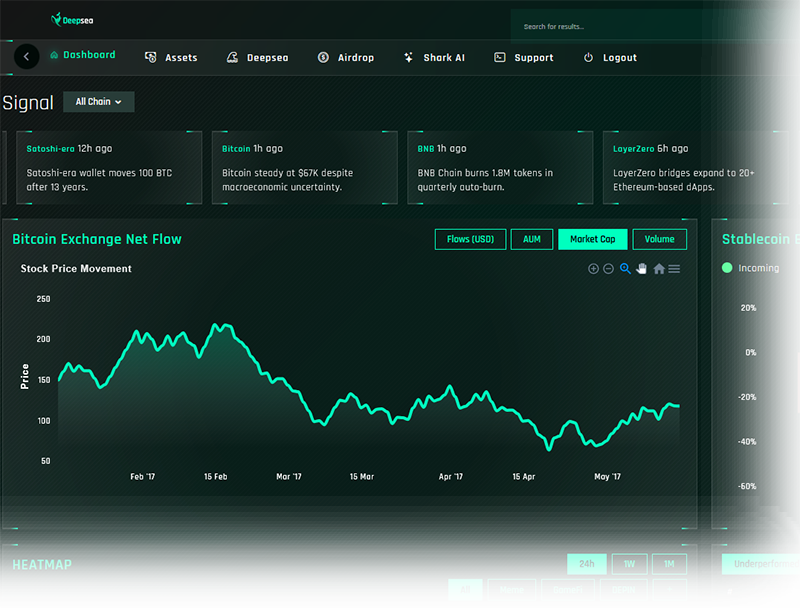 Deepsea
Search for results...
Dashboard
Assets
Deepsea
Airdrop
Shark AI
Support
Logout
Signal
All Chain
Satoshi-era 12h ago
Satoshi-era wallet moves 100 BTC
after 13 years.
Bitcoin 1h ago
Bitcoin steady at $67K despite
macroeconomic uncertainty.
BNB 1h ago
BNB Chain burns 1.8M tokens in
quarterly auto-burn.
LayerZero 6h ago
LayerZero bridges expand to 20+
Ethereum-based dApps.
Bitcoin Exchange Net Flow
Flows (USD)
AUM
Market Cap
Volume
Stock Price Movement
Price
250
200
150
100
50
Feb '17
15 Feb
Mar '17
15 Mar
Apr '17
15 Apr
May '17
Stablecoin
Incoming
20%
0%
-20%
-40%
-60%
HEATMAP
24h
1W
1M